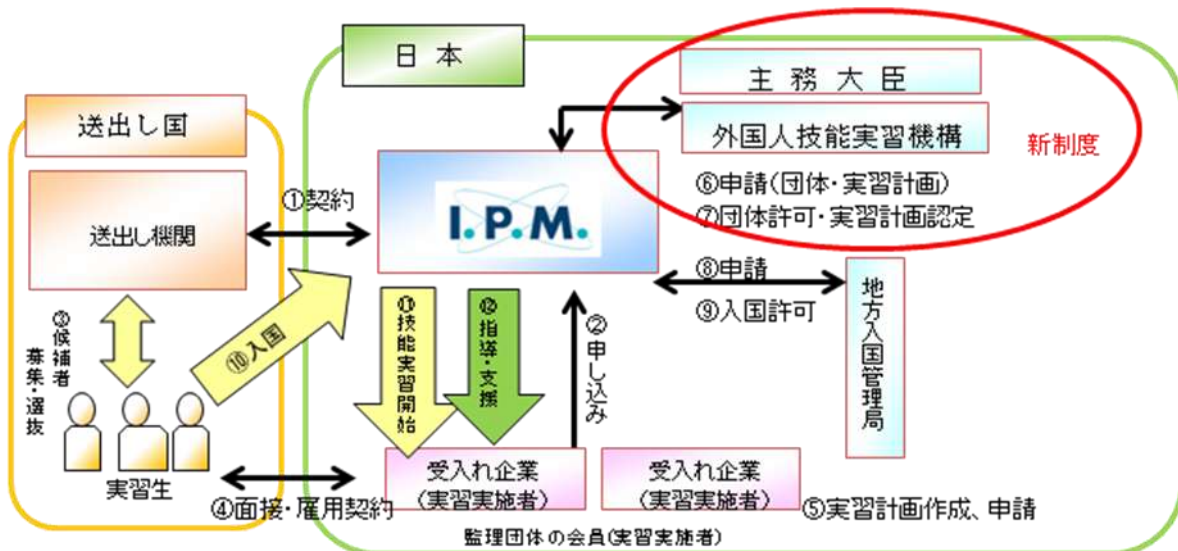 日本
主務大臣
外国人技能実習機構
新制度
送出し国
送出し機関
①契約
I.P.M.
⑥申請(団体・実習計画)
⑦団体許可・実習計画認定
⑧申請
⑨入国許可
地方入国管理局
③候補者
募集・選抜
⑩入国
⑪技能実習開始
⑫指導・支援
②申し込み
実習生
④面接・雇用契約
受入れ企業
(実習実施者)
受入れ企業
(実習実施者)
⑤実習計画作成、申請
監理団体の会員(実習実施者)